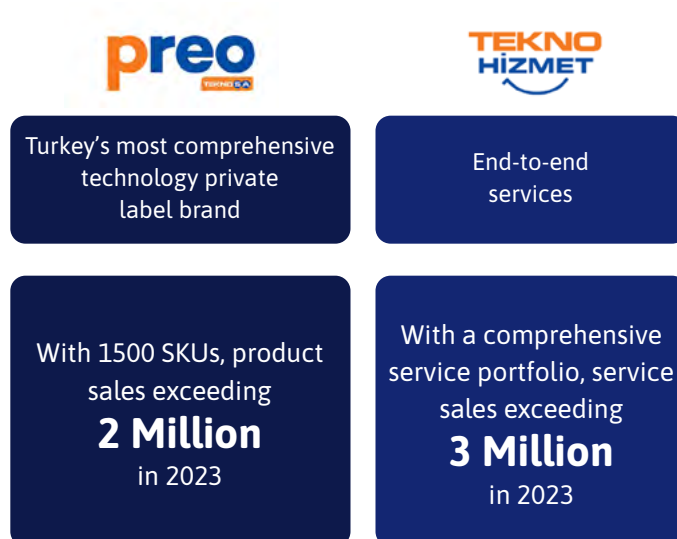 preo
TEKNOSA
Turkey's most comprehensive
technology private
label brand
With 1500 SKUs, product
sales exceeding
2 Million
in 2023
TEKNO
HİZMET
End-to-end
services
With a comprehensive
service portfolio, service
sales exceeding
3 Million
in 2023